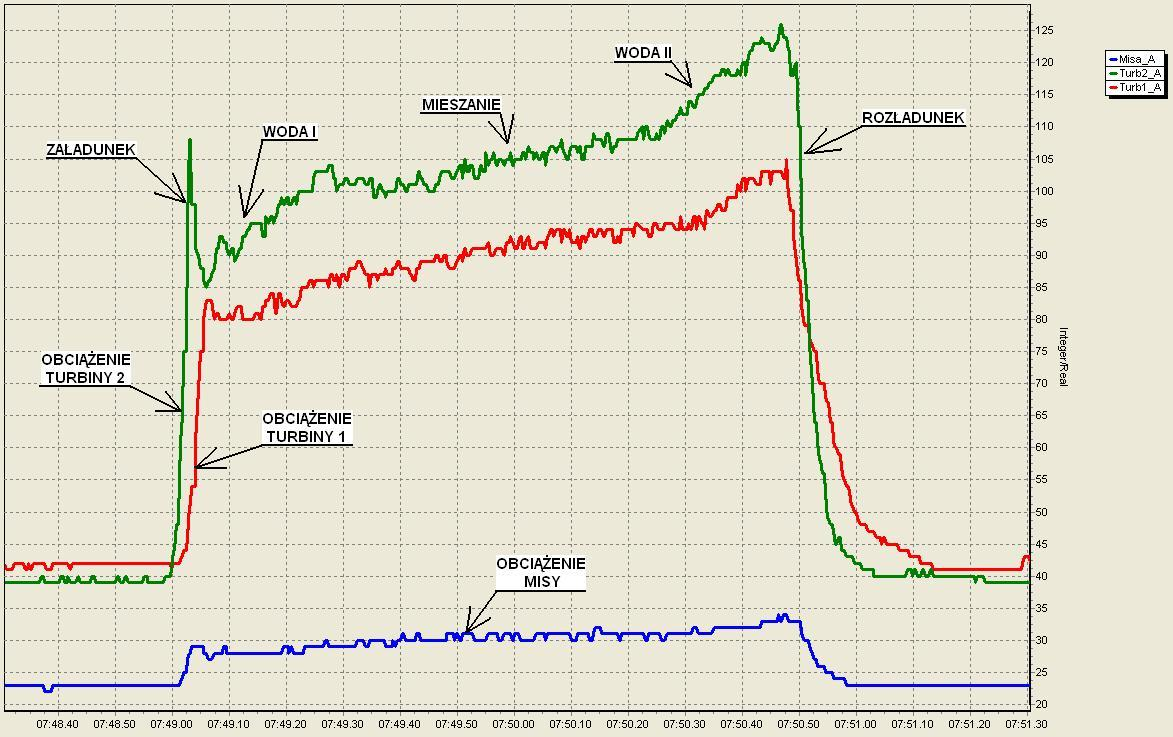 Misa_A
Turb2_A
Turb1_A
ZAŁADUNEK
WODA I
MIESZANIE
WODA II
ROZŁADUNEK
OBCIĄŻENIE
TURBINY 2
OBCIĄŻENIE
TURBINY 1
OBCIĄŻENIE
MISY
125
120
115
110
105
100
95
90
85
80
75
70
65
60
55
50
45
40
35
30
25
20
Integer/Real
07:48.40 07:48.50 07:49.00 07:49.10 07:49.20 07:49.30 07:49.40 07:49.50 07:50.00 07:50.10 07:50.20 07:50.30 07:50.40 07:50.50 07:51.00 07:51.10 07:51.20 07:51.30